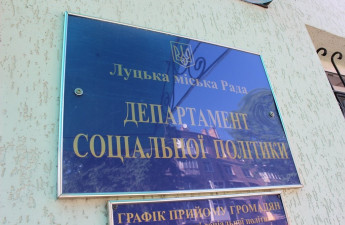 Луцька міська Рада
ДЕПАРТАМЕНТ
СОЦІАЛЬНОЇ ПОЛІТИКИ
ГРАФІК ПРИЙОМУ ГРОМАДЯН